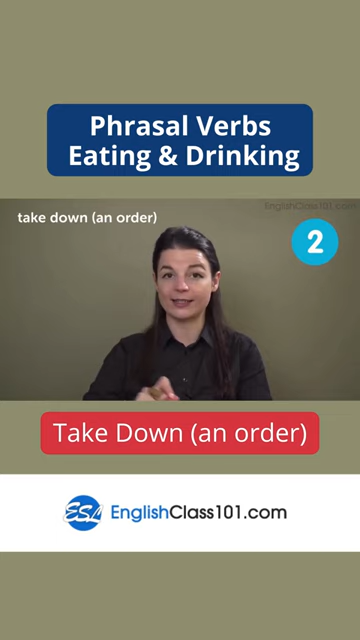 Phrasal Verbs
Eating & Drinking
EnglishClass101.com
take down (an order)
2
Take Down (an order)
ESL EnglishClass101.com